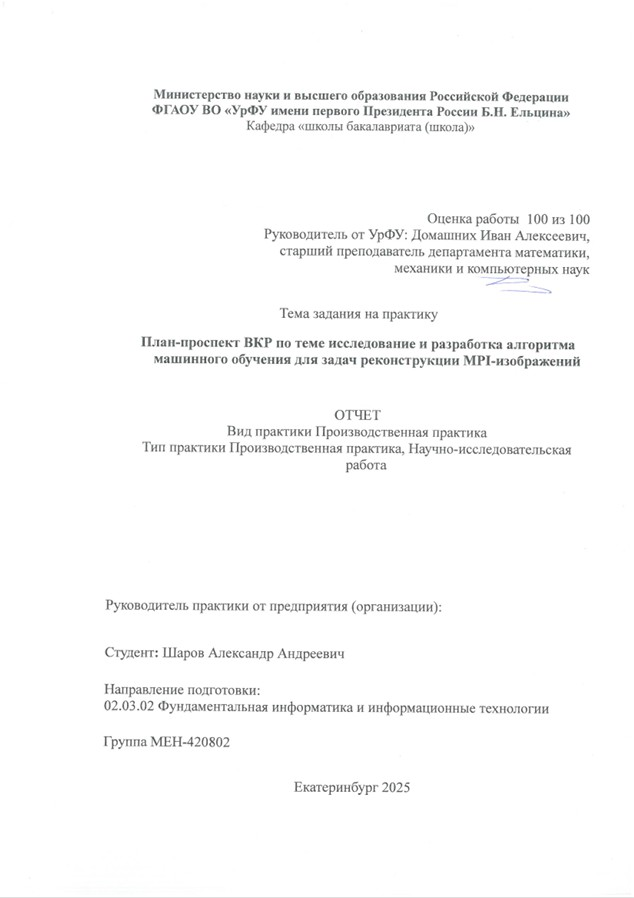 Министерство науки и высшего образования Российской Федерации
ФГАОУ ВО «УрФУ имени первого Президента России Б.Н. Ельцина»
Кафедра «школы бакалавриата (школа)»
Оценка работы 100 из 100
Руководитель от УрФУ: Домашних Иван Алексеевич,
старший преподаватель департамента математики,
механики и компьютерных наук
Тема задания на практику
План-проспект ВКР по теме исследование и разработка алгоритма
машинного обучения для задач реконструкции MPI-изображений
ОТЧЕТ
Вид практики Производственная практика
Тип практики Производственная практика, Научно-исследовательская
работа
Руководитель практики от предприятия (организации):
Студент: Шаров Александр Андреевич
Направление подготовки:
02.03.02 Фундаментальная информатика и информационные технологии
Группа МЕН-420802
Екатеринбург 2025